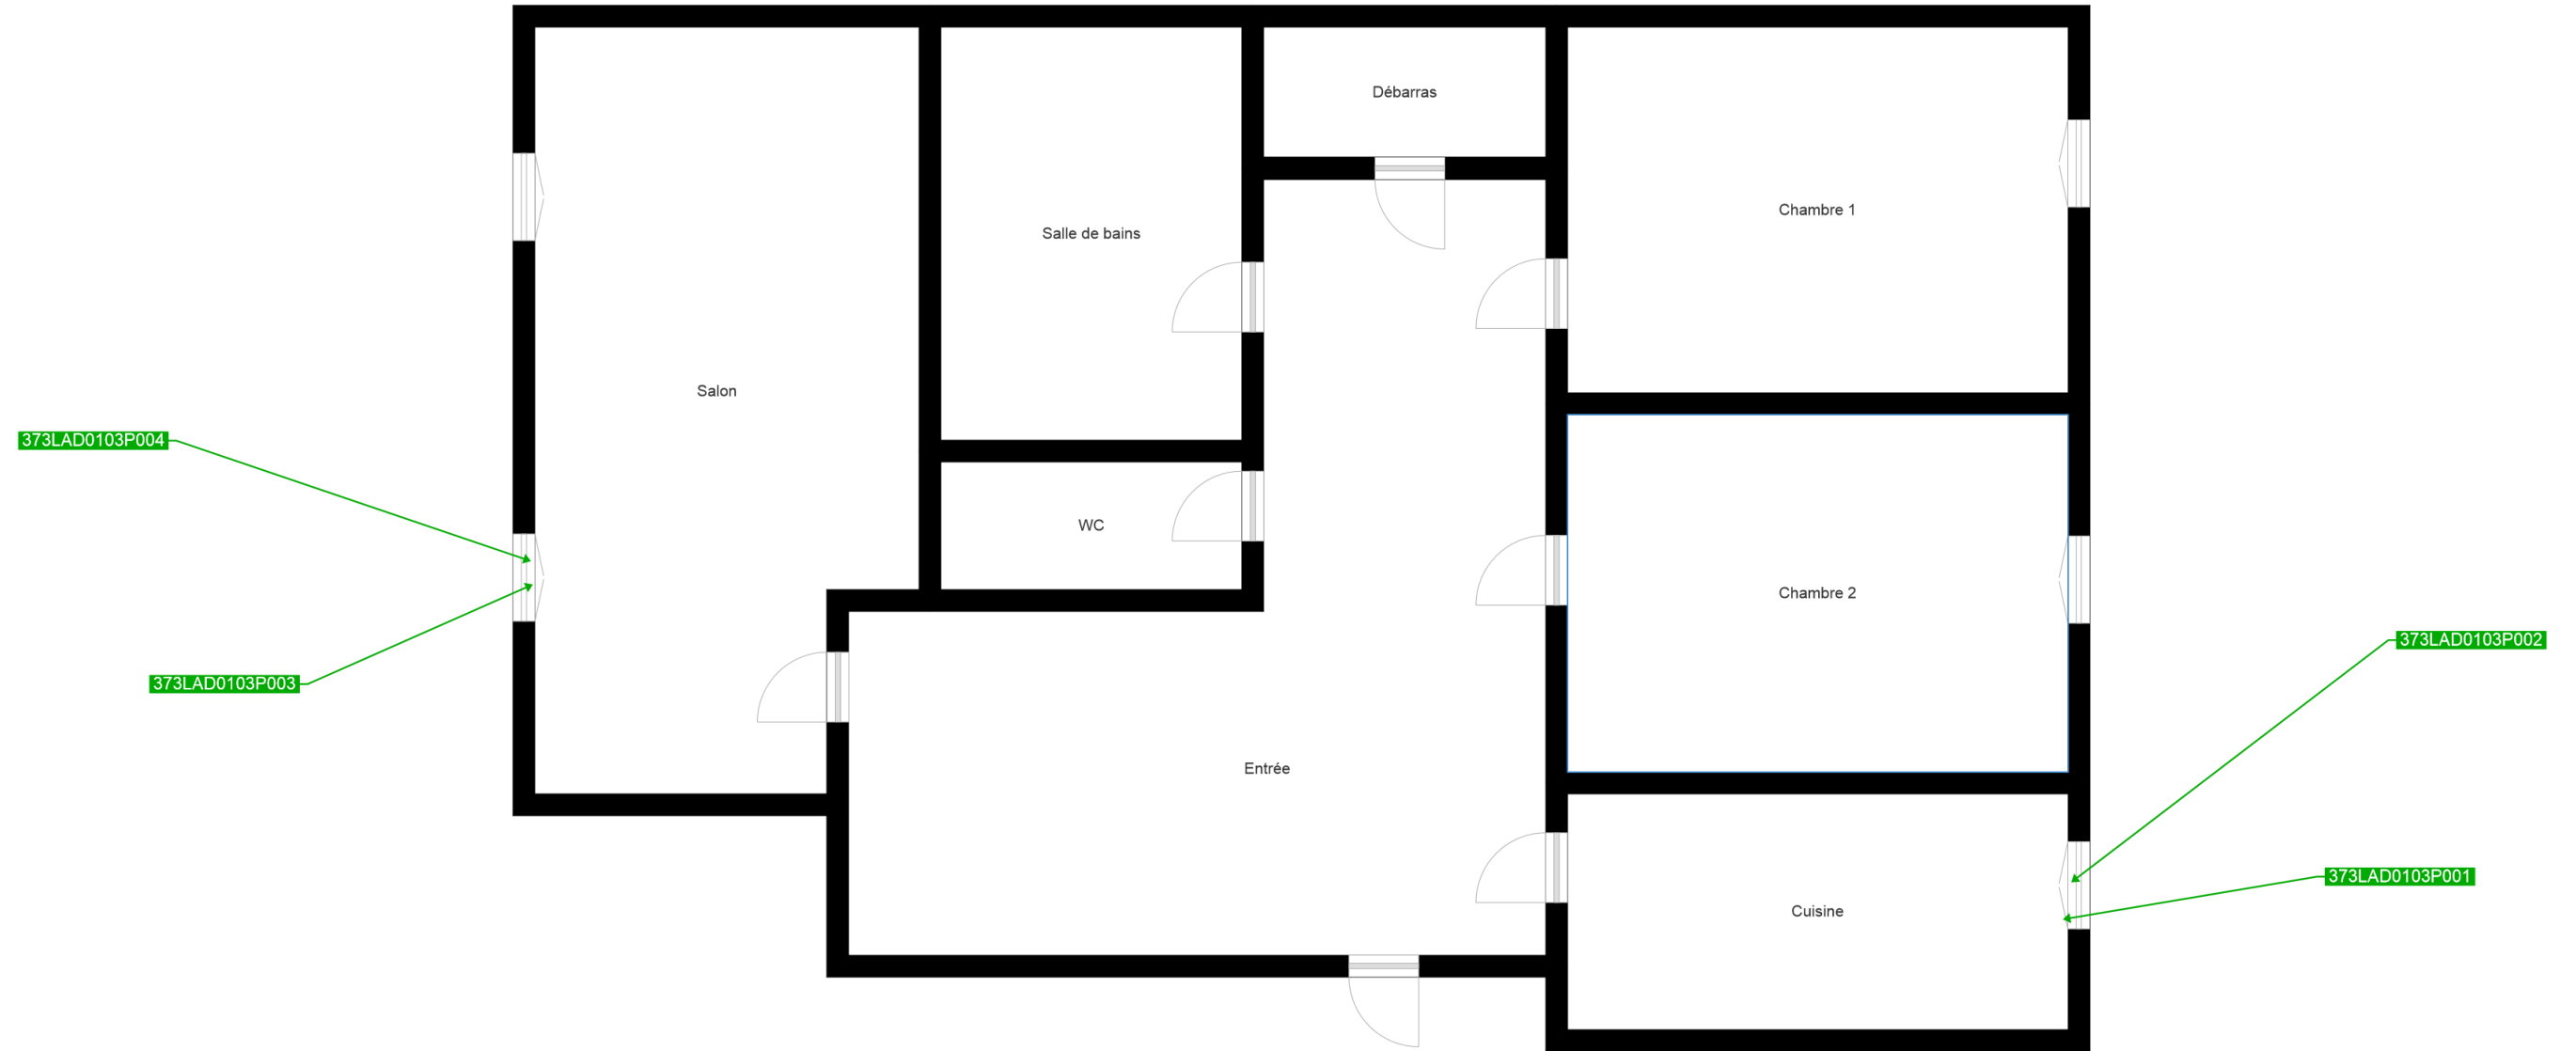 Débarras
Chambre 1
Salle de bains
Salon
373LAD0103P004
WC
Chambre 2
373LAD0103P002
373LAD0103P003
Entrée
373LAD0103P001
Cuisine